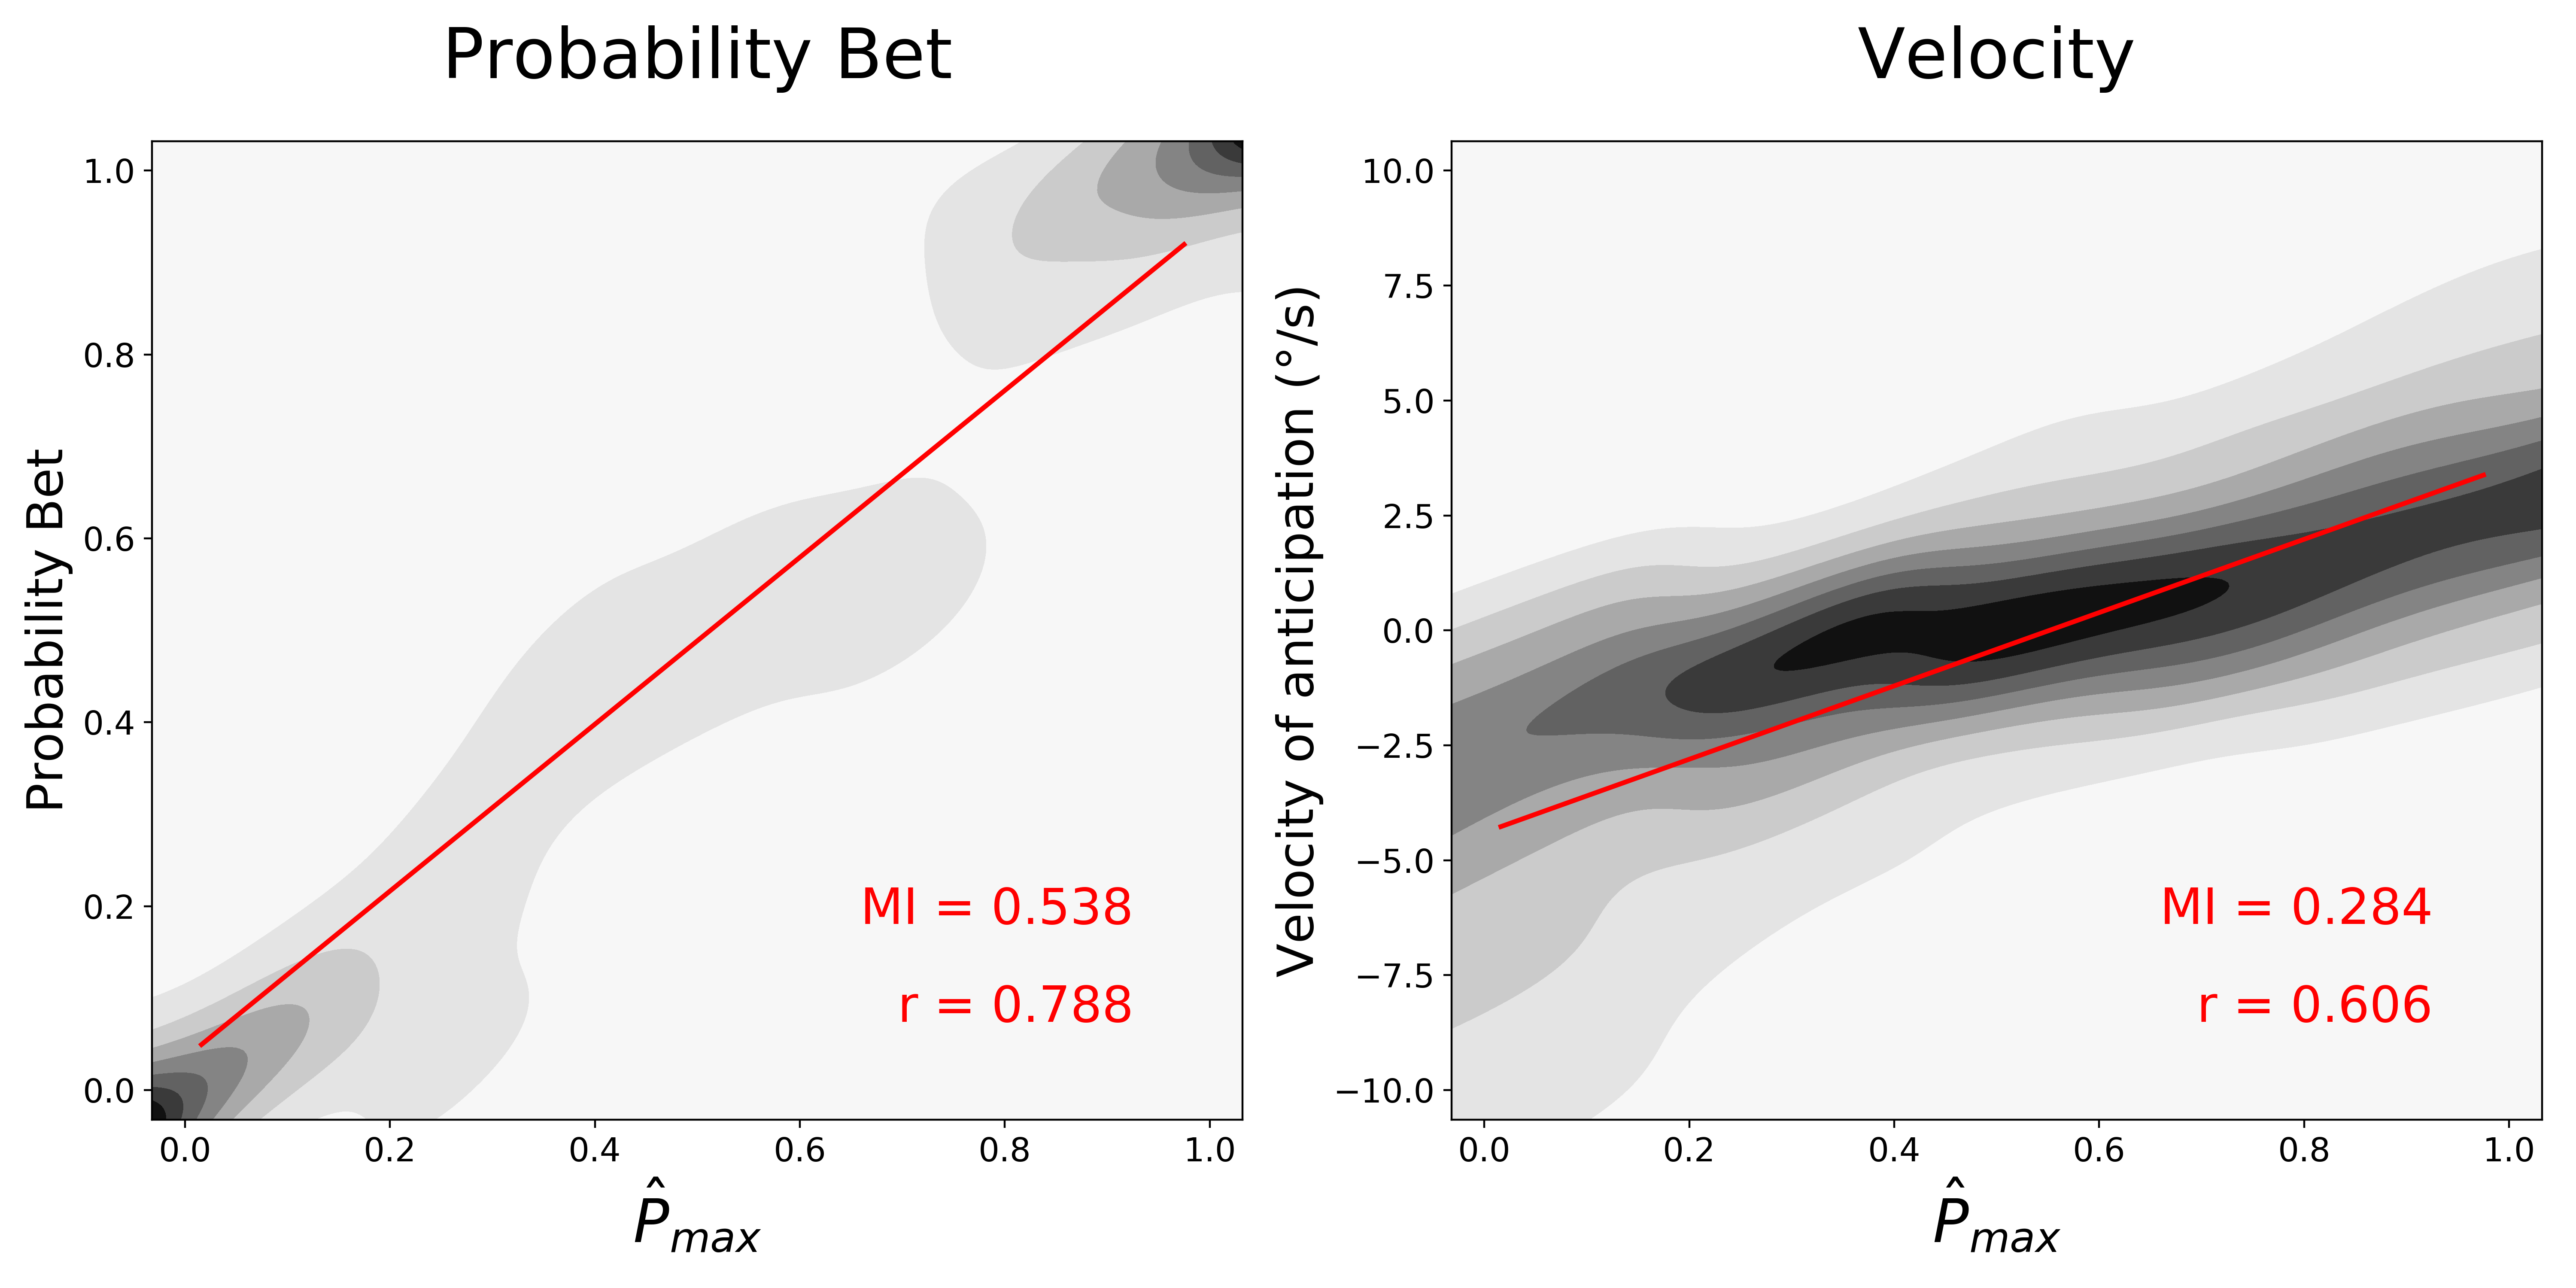 Probability Bet
Probability Bet
1.0
0.8
0.6
0.4
0.2
0.0
0.0 0.2 0.4 0.6 0.8 1.0
P̂max
MI = 0.538
r = 0.788
Velocity
Velocity of anticipation (°/s)
10.0
7.5
5.0
2.5
0.0
−2.5
−5.0
−7.5
−10.0
0.0 0.2 0.4 0.6 0.8 1.0
P̂max
MI = 0.284
r = 0.606